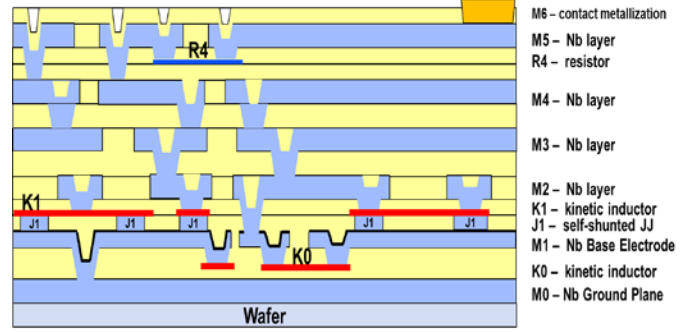 M6 – contact metallization
M5 – Nb layer
R4
R4 – resistor
M4 – Nb layer
M3 – Nb layer
M2 – Nb layer
K1
K1 – kinetic inductor
J1 J1 J1 J1 J1
J1 – self-shunted JJ
M1 – Nb Base Electrode
K0
K0 – kinetic inductor
M0 – Nb Ground Plane
Wafer